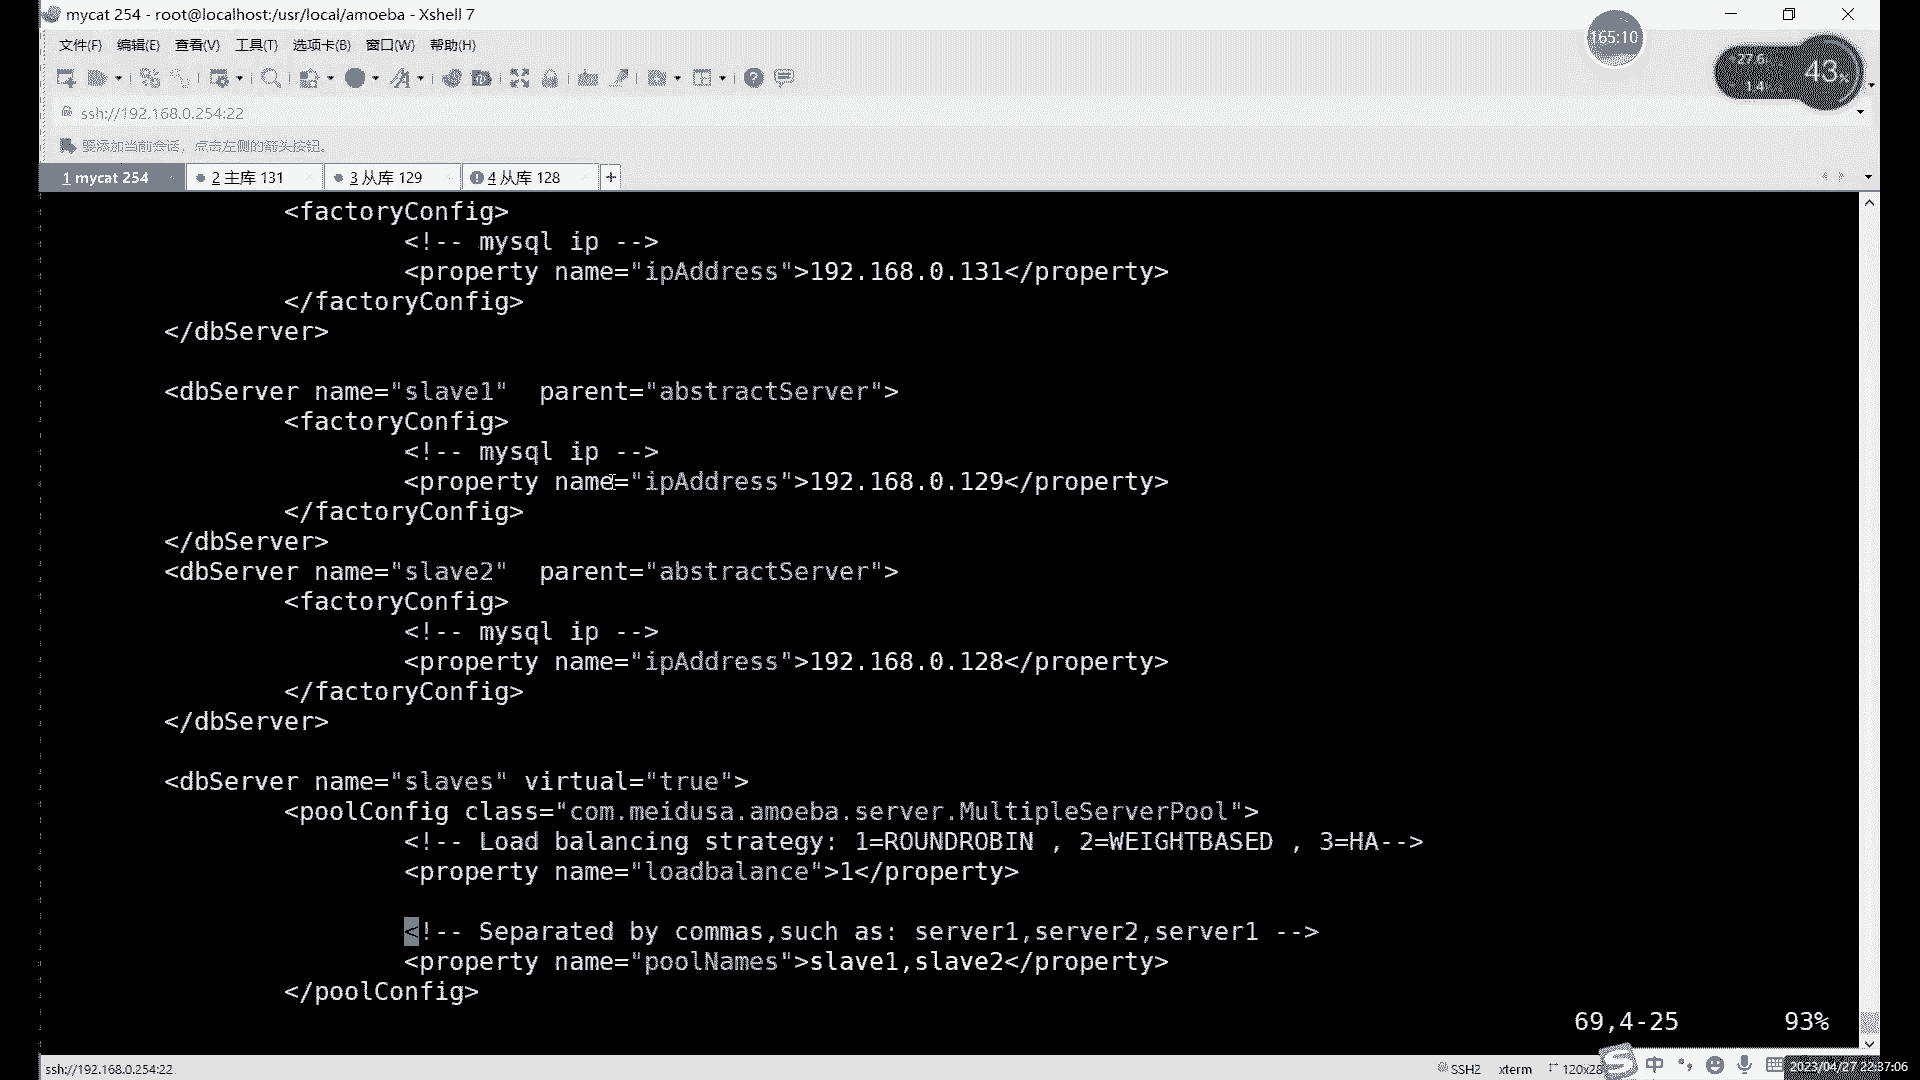 mycat 254 - root@localhost:/usr/local/amoeba - Xshell 7
文件(F) 编辑(E) 查看(V) 工具(T) 选项卡(B) 窗口(W) 帮助(H)
165:10
43%
ssh://192.168.0.254:22
要添加当前会话，点击左侧的箭头按钮。
1 mycat 254 2 主库 131 3 从库 129 4 从库 128 +
<factoryConfig>
<!-- mysql ip -->
<property name="ipAddress">192.168.0.131</property>
</factoryConfig>
</dbServer>
<dbServer name="slave1"  parent="abstractServer">
<factoryConfig>
<!-- mysql ip -->
<property name="ipAddress">192.168.0.129</property>
</factoryConfig>
</dbServer>
<dbServer name="slave2"  parent="abstractServer">
<factoryConfig>
<!-- mysql ip -->
<property name="ipAddress">192.168.0.128</property>
</factoryConfig>
</dbServer>
<dbServer name="slaves" virtual="true">
<poolConfig class="com.meidusa.amoeba.server.MultipleServerPool">
<!-- Load balancing strategy: 1=ROUNDROBIN , 2=WEIGHTBASED , 3=HA-->
<property name="loadbalance">1</property>
<!-- Separated by commas,such as: server1,server2,server1 -->
<property name="poolNames">slave1,slave2</property>
</poolConfig>
69,4-25 93%
ssh://192.168.0.254:22 SSH2 xterm 120x28 中 2023/04/27 22:37:06